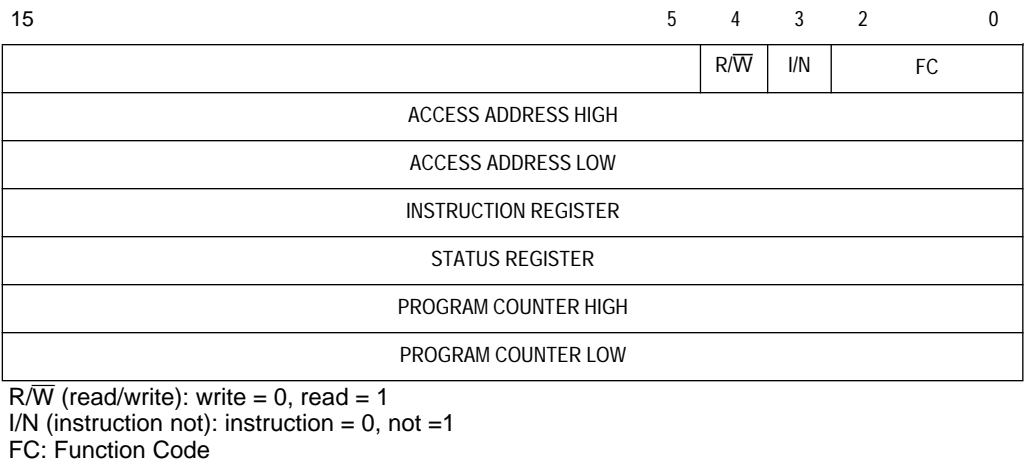 15 5 4 3 2 0
R/W̅ I/N FC
ACCESS ADDRESS HIGH
ACCESS ADDRESS LOW
INSTRUCTION REGISTER
STATUS REGISTER
PROGRAM COUNTER HIGH
PROGRAM COUNTER LOW
R/W̅ (read/write): write = 0, read = 1
I/N (instruction not): instruction = 0, not =1
FC: Function Code